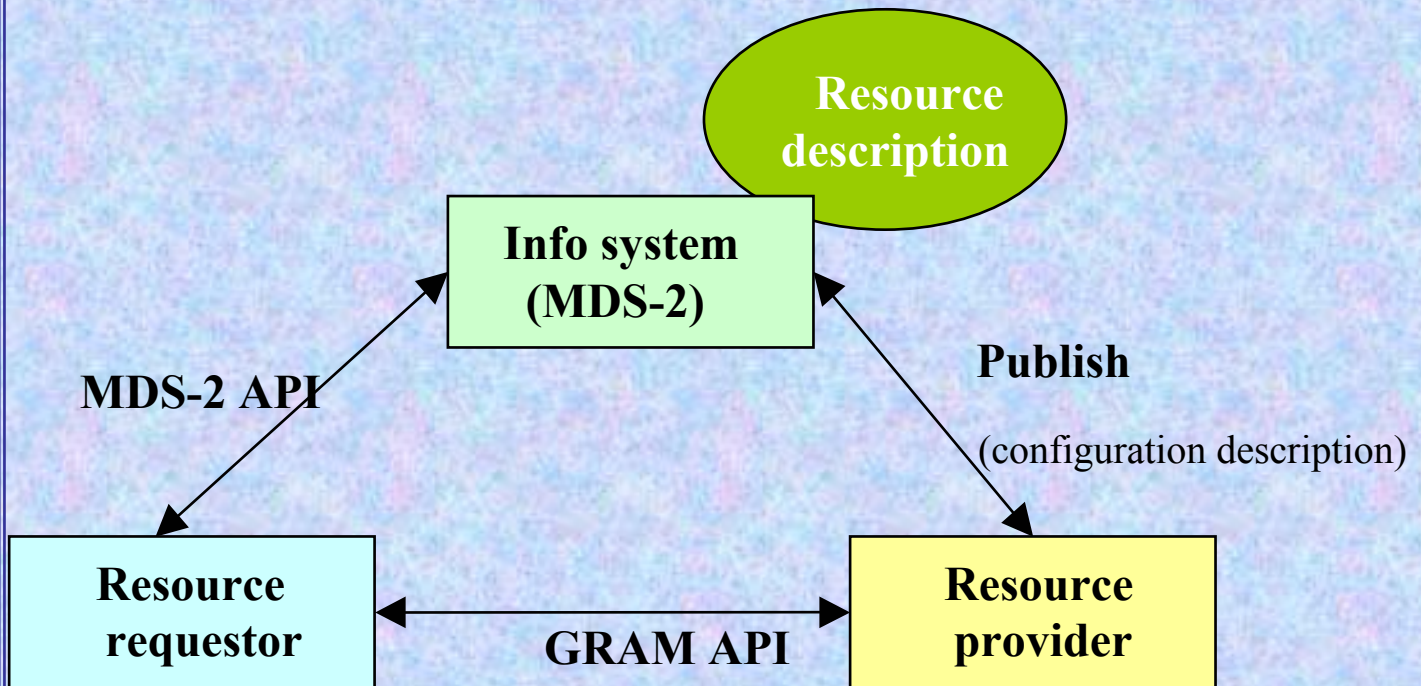 Resource
description
Info system
(MDS-2)
Publish
MDS-2 API
(configuration description)
Resource
requestor
GRAM API
Resource
provider